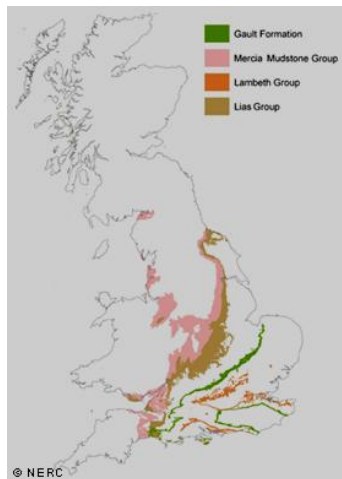 Gault Formation
Mercia Mudstone Group
Lambeth Group
Lias Group
© NERC